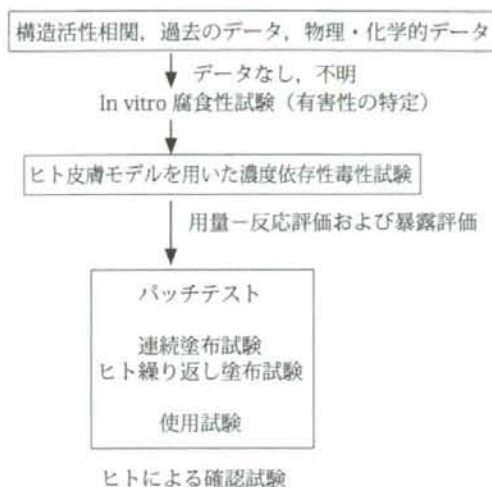 構造活性相関，過去のデータ，物理・化学的データ
データなし，不明
In vitro 腐食性試験（有害性の特定）
ヒト皮膚モデルを用いた濃度依存性毒性試験
用量－反応評価および暴露評価
パッチテスト
連続塗布試験
ヒト繰り返し塗布試験
使用試験
ヒトによる確認試験